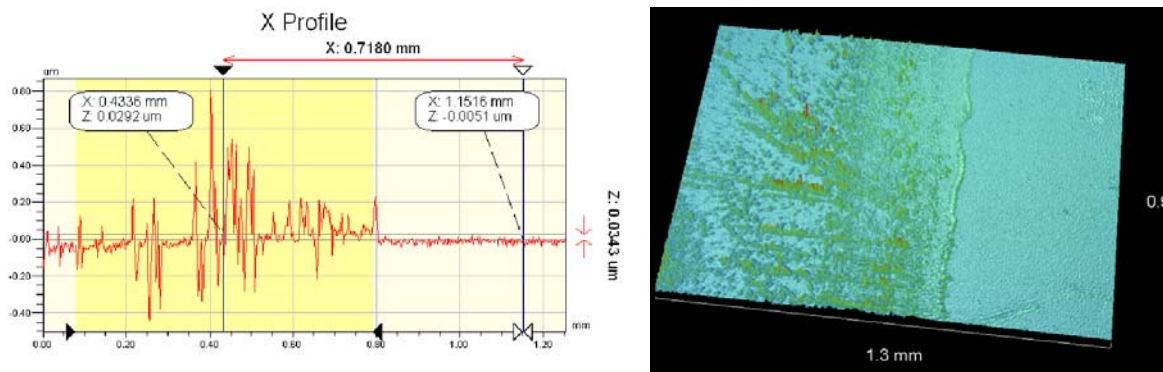 X Profile
X: 0.7180 mm
um
0.80
0.60
0.40
0.20
-0.00
-0.20
-0.40
X: 0.4336 mm
Z: 0.0292 um
X: 1.1516 mm
Z: -0.0051 um
Z: 0.0343 um
mm
0.00 0.20 0.40 0.60 0.80 1.00 1.20
1.3 mm